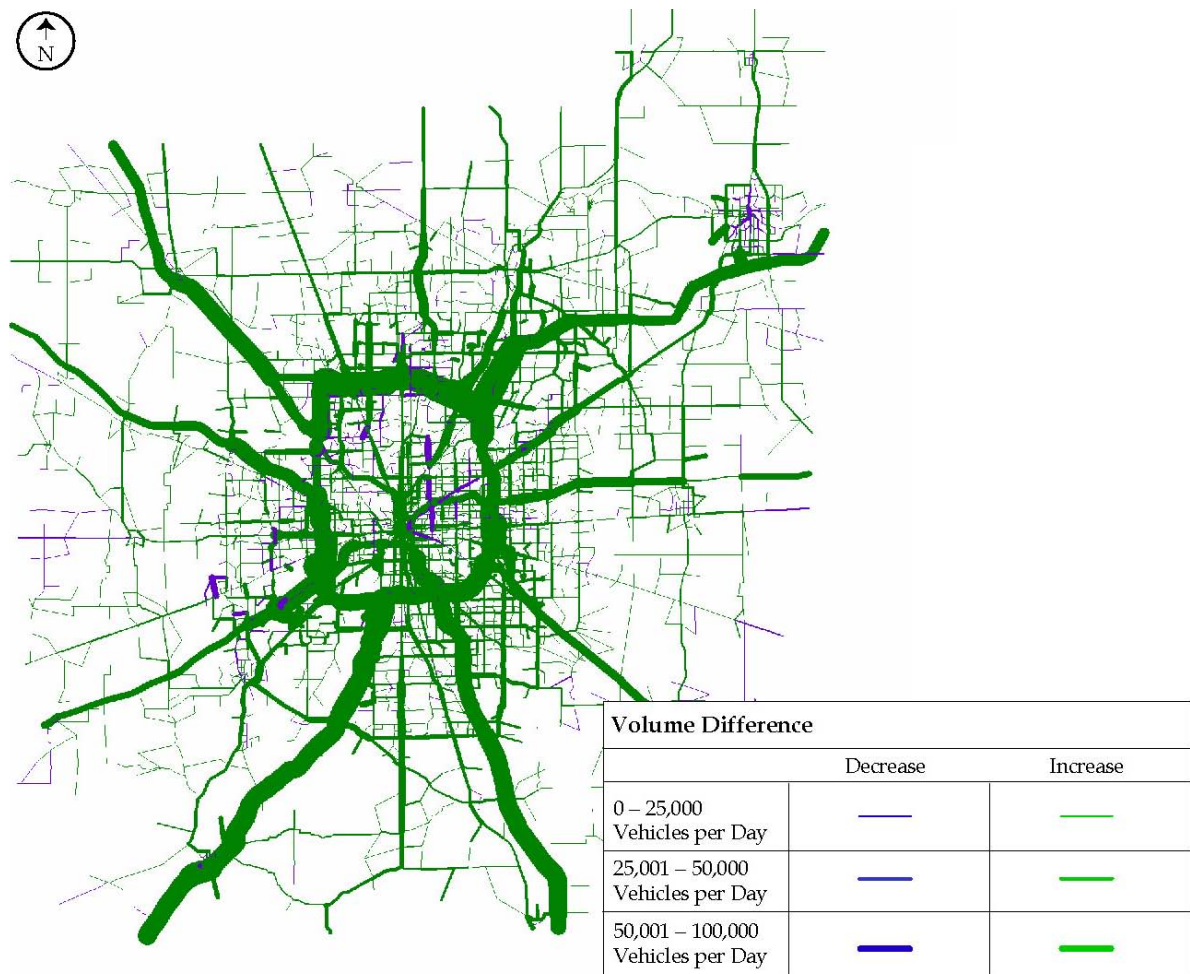 N
Volume Difference
Decrease Increase
0 – 25,000
Vehicles per Day
25,001 – 50,000
Vehicles per Day
50,001 – 100,000
Vehicles per Day